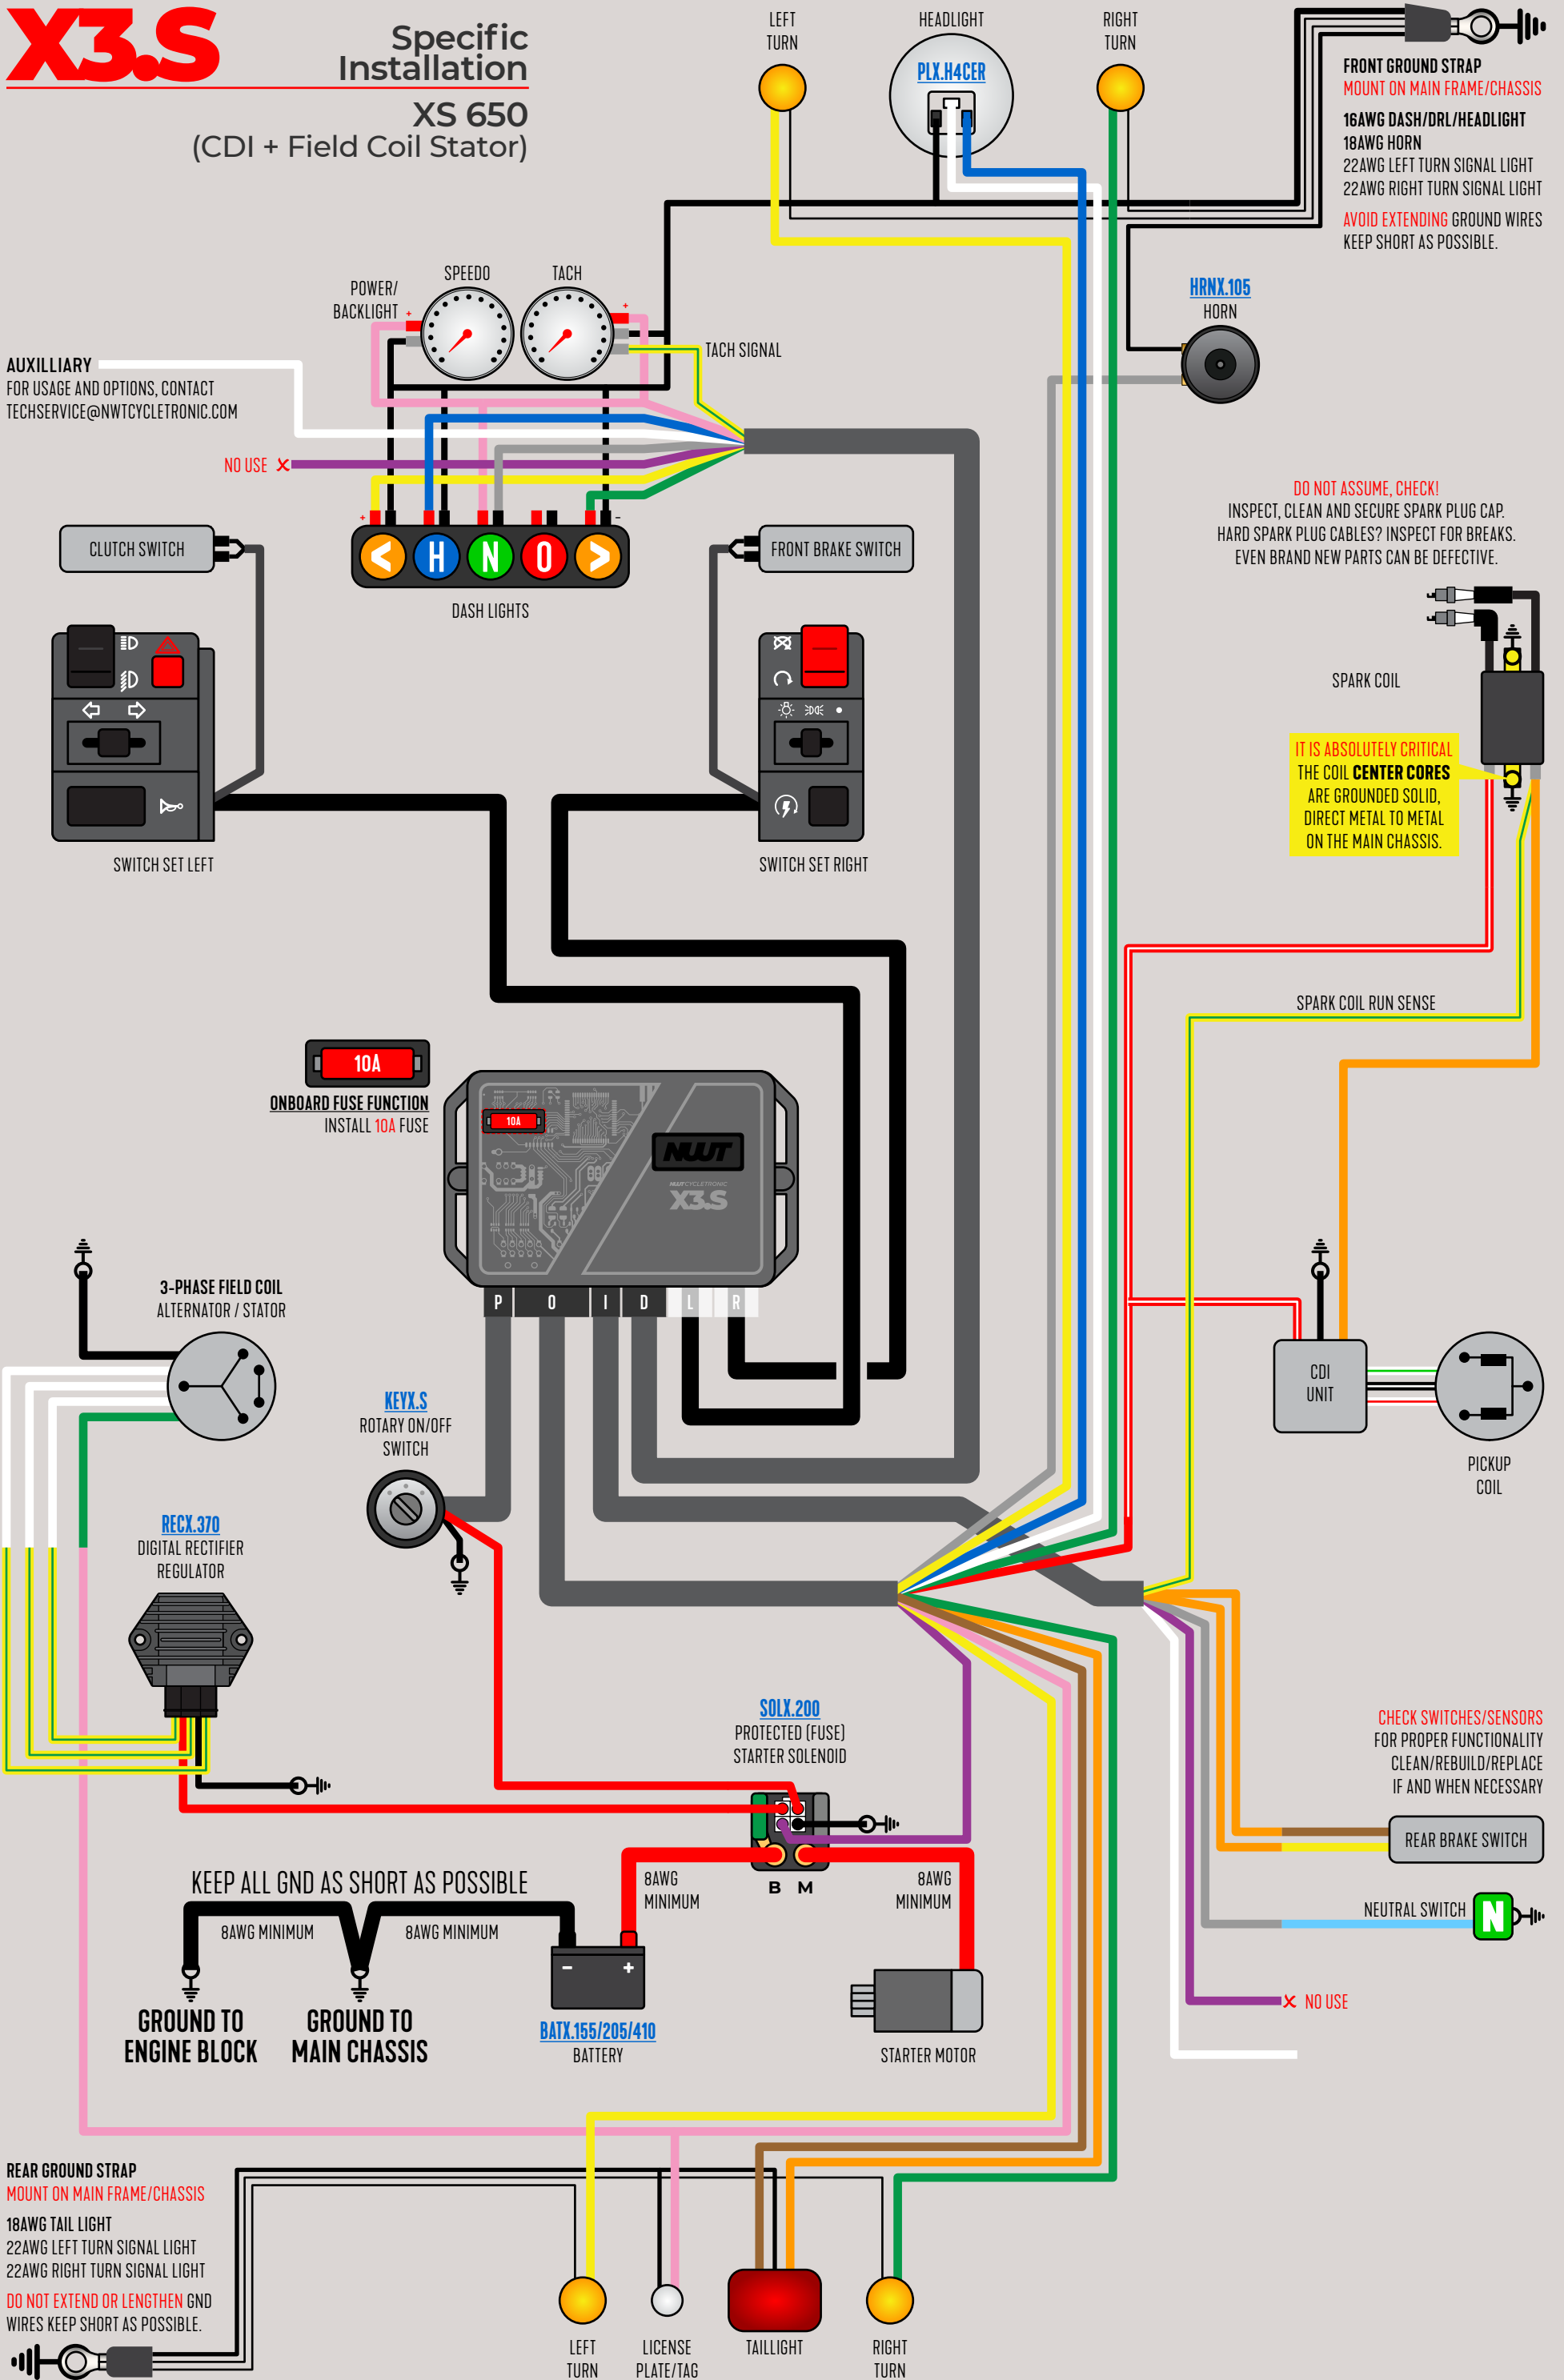 X3.S
Specific
Installation
XS 650
(CDI + Field Coil Stator)
LEFT
TURN
HEADLIGHT
PLX.H4CER
RIGHT
TURN
FRONT GROUND STRAP
MOUNT ON MAIN FRAME/CHASSIS
16AWG DASH/DRL/HEADLIGHT
18AWG HORN
22AWG LEFT TURN SIGNAL LIGHT
22AWG RIGHT TURN SIGNAL LIGHT
AVOID EXTENDING GROUND WIRES
KEEP SHORT AS POSSIBLE.
SPEEDO
TACH
POWER/
BACKLIGHT
+
+
TACH SIGNAL
HRNX.105
HORN
AUXILLIARY
FOR USAGE AND OPTIONS, CONTACT
TECHSERVICE@NWTCYCLETRONIC.COM
NO USE X
+
-
< H N O >
DASH LIGHTS
CLUTCH SWITCH
FRONT BRAKE SWITCH
DO NOT ASSUME, CHECK!
INSPECT, CLEAN AND SECURE SPARK PLUG CAP.
HARD SPARK PLUG CABLES? INSPECT FOR BREAKS.
EVEN BRAND NEW PARTS CAN BE DEFECTIVE.
SPARK COIL
IT IS ABSOLUTELY CRITICAL
THE COIL CENTER CORES
ARE GROUNDED SOLID,
DIRECT METAL TO METAL
ON THE MAIN CHASSIS.
SWITCH SET LEFT
SWITCH SET RIGHT
SPARK COIL RUN SENSE
10A
ONBOARD FUSE FUNCTION
INSTALL 10A FUSE
10A
NWT
NWTCYCLETRONIC
X3.S
P O I D L R
3-PHASE FIELD COIL
ALTERNATOR / STATOR
CDI
UNIT
PICKUP
COIL
KEYX.S
ROTARY ON/OFF
SWITCH
RECX.370
DIGITAL RECTIFIER
REGULATOR
SOLX.200
PROTECTED (FUSE)
STARTER SOLENOID
B M
8AWG
MINIMUM
8AWG
MINIMUM
CHECK SWITCHES/SENSORS
FOR PROPER FUNCTIONALITY
CLEAN/REBUILD/REPLACE
IF AND WHEN NECESSARY
REAR BRAKE SWITCH
NEUTRAL SWITCH
N
X NO USE
KEEP ALL GND AS SHORT AS POSSIBLE
8AWG MINIMUM
8AWG MINIMUM
GROUND TO
ENGINE BLOCK
GROUND TO
MAIN CHASSIS
- +
BATX.155/205/410
BATTERY
STARTER MOTOR
REAR GROUND STRAP
MOUNT ON MAIN FRAME/CHASSIS
18AWG TAIL LIGHT
22AWG LEFT TURN SIGNAL LIGHT
22AWG RIGHT TURN SIGNAL LIGHT
DO NOT EXTEND OR LENGTHEN GND
WIRES KEEP SHORT AS POSSIBLE.
LEFT
TURN
LICENSE
PLATE/TAG
TAILLIGHT
RIGHT
TURN